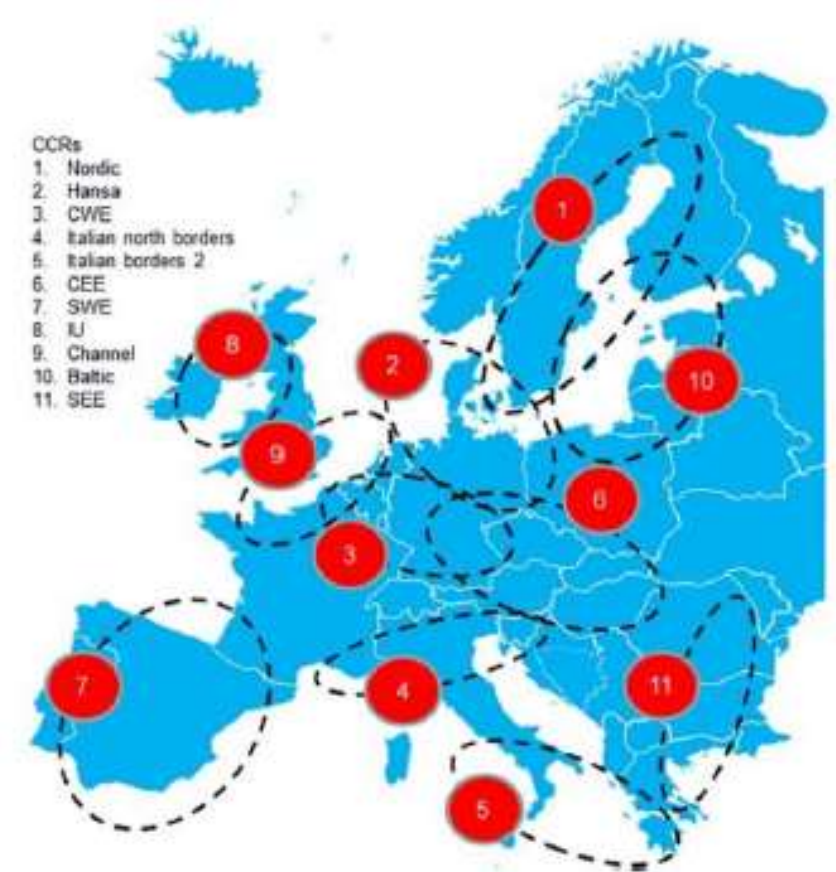 CCRs
1. Nordic
2. Hansa
3. CWE
4. Italian north borders
5. Italian borders 2
6. CEE
7. SWE
8. IU
9. Channel
10. Baltic
11. SEE
1
8
2
10
9
6
3
7
4
11
5